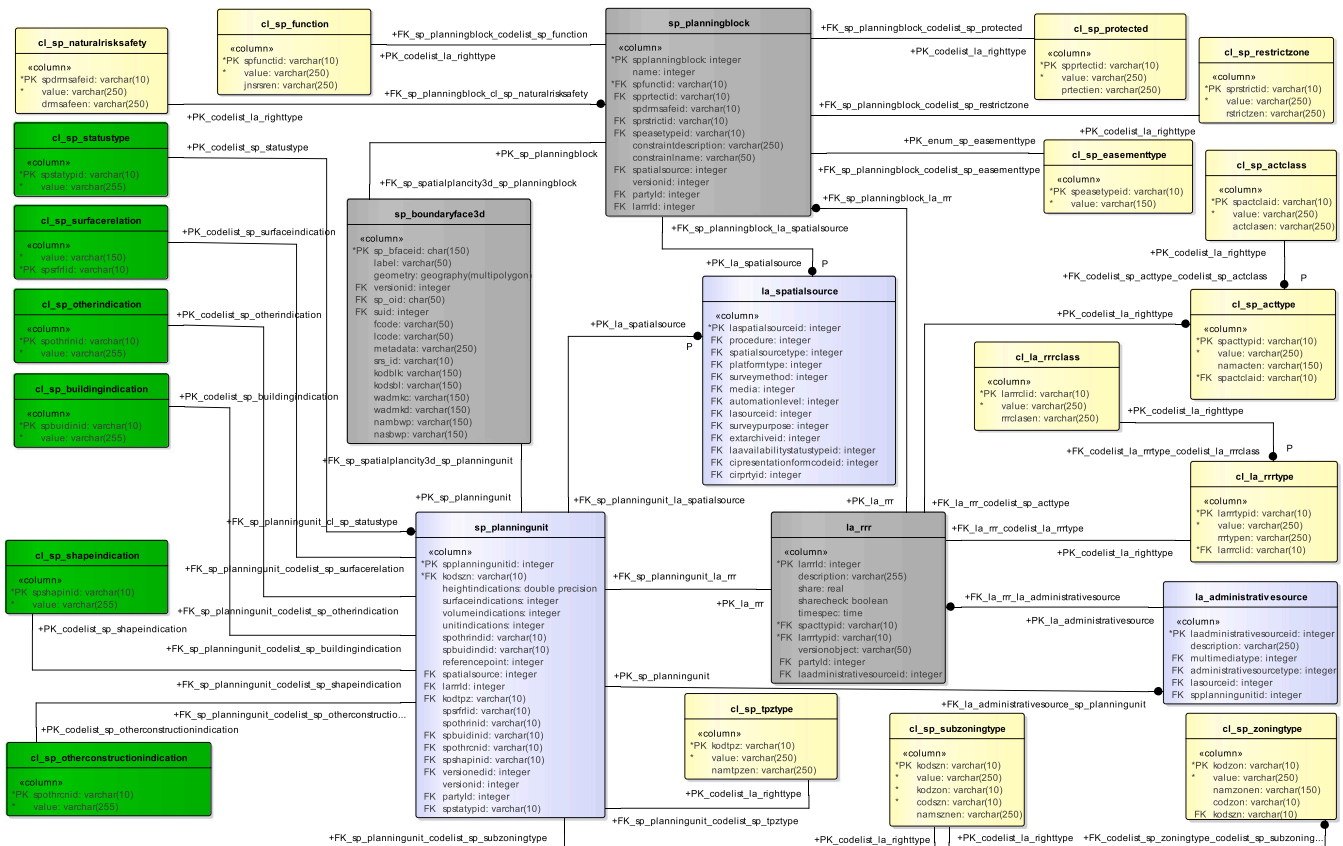 cl_sp_naturalrisksafety
«column»
*PK spdrmsafeid: varchar(10)
* value: varchar(250)
drmsafeen: varchar(250)
cl_sp_function
«column»
*PK spfunctid: varchar(10)
* value: varchar(250)
jnsrsren: varchar(250)
+FK_sp_planningblock_codelist_sp_function
+PK_codelist_la_righttype
+FK_sp_planningblock_cl_sp_naturalrisksafety
+PK_codelist_la_righttype
sp_planningblock
«column»
*PK spplanningblock: integer
name: integer
*FK spfunctid: varchar(10)
FK spprtectid: varchar(10)
spdrmsafeid: varchar(10)
FK sprstrictid: varchar(10)
FK speasetypeid: varchar(10)
constraintdescription: varchar(250)
constrainlname: varchar(50)
FK spatialsource: integer
versionid: integer
FK partyId: integer
FK larrrId: integer
+FK_sp_planningblock_codelist_sp_protected
+PK_codelist_la_righttype
cl_sp_protected
«column»
*PK spprtectid: varchar(10)
* value: varchar(250)
prtectien: varchar(250)
cl_sp_restrictzone
«column»
*PK sprstrictid: varchar(10)
* value: varchar(250)
rstrictzen: varchar(250)
+FK_sp_planningblock_codelist_sp_restrictzone
+PK_codelist_la_righttype
+PK_enum_sp_easementtype
+FK_sp_planningblock_codelist_sp_easementtype
cl_sp_easementtype
«column»
*PK speasetypeid: varchar(10)
* value: varchar(150)
cl_sp_actclass
«column»
*PK spactclaid: varchar(10)
* value: varchar(250)
actclasen: varchar(250)
+PK_codelist_la_righttype
+FK_codelist_sp_acttype_codelist_sp_actclass
P
cl_sp_statustype
«column»
*PK spstatypid: varchar(10)
* value: varchar(255)
+PK_codelist_sp_statustype
+PK_sp_planningblock
+FK_sp_spatialplancity3d_sp_planningblock
+FK_sp_planningblock_la_rrr
+FK_sp_planningblock_la_spatialsource
+PK_la_spatialsource
P
cl_sp_surfacerelation
«column»
* value: varchar(150)
*PK spsrfrlid: varchar(10)
+PK_codelist_sp_surfaceindication
sp_boundaryface3d
«column»
*PK sp_bfaceid: char(150)
label: varchar(50)
geometry: geography(multipolygon)
FK versionid: integer
FK sp_oid: char(50)
FK suid: integer
fcode: varchar(50)
lcode: varchar(50)
metadata: varchar(250)
srs_id: varchar(10)
kodblk: varchar(150)
kodsbl: varchar(150)
wadmkc: varchar(150)
wadmkd: varchar(150)
nambwp: varchar(150)
nasbwp: varchar(150)
la_spatialsource
«column»
*PK laspatialsourceid: integer
FK procedure: integer
FK spatialsourcetype: integer
FK platformtype: integer
FK surveymethod: integer
FK media: integer
FK automationlevel: integer
FK lasourceid: integer
FK surveypurpose: integer
FK extarchiveid: integer
FK laavailabilitystatustypeid: integer
FK cipresentationformcodeid: integer
FK cirprtyid: integer
+PK_la_spatialsource
P
cl_sp_acttype
«column»
*PK spacttypid: varchar(10)
* value: varchar(250)
namacten: varchar(150)
*FK spactclaid: varchar(10)
+PK_codelist_la_righttype
cl_sp_otherindication
«column»
*PK spothrinid: varchar(10)
* value: varchar(255)
+PK_codelist_sp_otherindication
cl_la_rrrclass
«column»
*PK larrrclid: varchar(10)
* value: varchar(250)
rrrclasen: varchar(250)
+PK_codelist_la_righttype
+FK_codelist_la_rrrtype_codelist_la_rrrclass
P
cl_sp_buildingindication
«column»
*PK spbuidinid: varchar(10)
* value: varchar(255)
+PK_codelist_sp_buildingindication
+FK_sp_spatialplancity3d_sp_planningunit
+PK_sp_planningunit
+FK_sp_planningunit_la_spatialsource
+PK_la_rrr
+FK_la_rrr_codelist_sp_acttype
+FK_la_rrr_codelist_la_rrrtype
+PK_codelist_la_righttype
cl_la_rrrtype
«column»
*PK larrrtypid: varchar(10)
* value: varchar(250)
rrrtypen: varchar(250)
*FK larrrclid: varchar(10)
+FK_sp_planningunit_cl_sp_statustype
sp_planningunit
«column»
*PK spplanningunitid: integer
*FK kodszn: varchar(10)
heightindications: double precision
surfaceindications: integer
volumeindications: integer
unitindications: integer
spothrindid: varchar(10)
spbuidindid: varchar(10)
referencepoint: integer
FK spatialsource: integer
FK larrrId: integer
FK kodtpz: varchar(10)
spsrfrlid: varchar(10)
spothrinid: varchar(10)
FK spbuidinid: varchar(10)
FK spothrcnid: varchar(10)
FK spshapinid: varchar(10)
FK versionedid: integer
versionid: integer
FK partyId: integer
FK spstatypid: varchar(10)
+FK_sp_planningunit_la_rrr
+PK_la_rrr
la_rrr
«column»
*PK larrrId: integer
description: varchar(255)
share: real
sharecheck: boolean
timespec: time
*FK spacttypid: varchar(10)
*FK larrrtypid: varchar(10)
versionobject: varchar(50)
FK partyId: integer
FK laadministrativesourceid: integer
+FK_la_rrr_la_administrativesource
+PK_la_administrativesource
la_administrativesource
«column»
*PK laadministrativesourceid: integer
description: varchar(250)
FK multimediatype: integer
FK administrativesourcetype: integer
FK lasourceid: integer
FK spplanningunitid: integer
cl_sp_shapeindication
«column»
*PK spshapinid: varchar(10)
* value: varchar(255)
+FK_sp_planningunit_codelist_sp_surfacerelation
+FK_sp_planningunit_codelist_sp_otherindication
+PK_codelist_sp_shapeindication
+FK_sp_planningunit_codelist_sp_buildingindication
+FK_sp_planningunit_codelist_sp_shapeindication
+PK_sp_planningunit
+FK_la_administrativesource_sp_planningunit
+FK_sp_planningunit_codelist_sp_otherconstructio...
+PK_codelist_sp_otherconstructionindication
cl_sp_otherconstructionindication
«column»
*PK spothrcnid: varchar(10)
* value: varchar(255)
cl_sp_tpztype
«column»
*PK kodtpz: varchar(10)
* value: varchar(250)
namtpzen: varchar(250)
+PK_codelist_la_righttype
+FK_sp_planningunit_codelist_sp_tpztype
cl_sp_subzoningtype
«column»
*PK kodszn: varchar(10)
* value: varchar(250)
* kodzon: varchar(10)
* codszn: varchar(10)
namsznen: varchar(250)
cl_sp_zoningtype
«column»
*PK kodzon: varchar(10)
* value: varchar(250)
namzonen: varchar(150)
codzon: varchar(10)
FK kodszn: varchar(10)
+FK_sp_planningunit_codelist_sp_subzoningtype
+PK_codelist_la_righttype
+PK_codelist_la_righttype
+FK_codelist_sp_zoningtype_codelist_sp_subzoning...